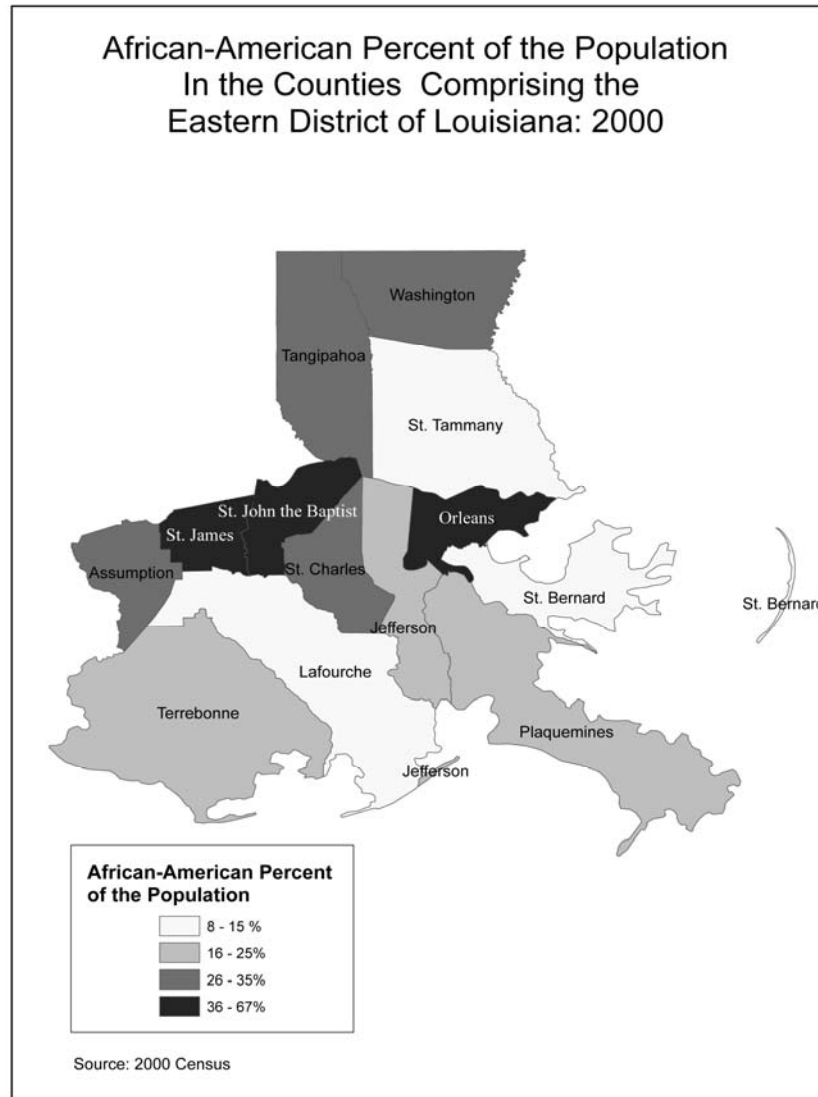 African-American Percent of the Population
In the Counties Comprising the
Eastern District of Louisiana: 2000
Washington
Tangipahoa
St. Tammany
St. John the Baptist
Orleans
St. James
Assumption
St. Charles
St. Bernard
St. Bernard
Jefferson
Lafourche
Terrebonne
Plaquemines
Jefferson
African-American Percent
of the Population
8 - 15 %
16 - 25%
26 - 35%
36 - 67%
Source: 2000 Census